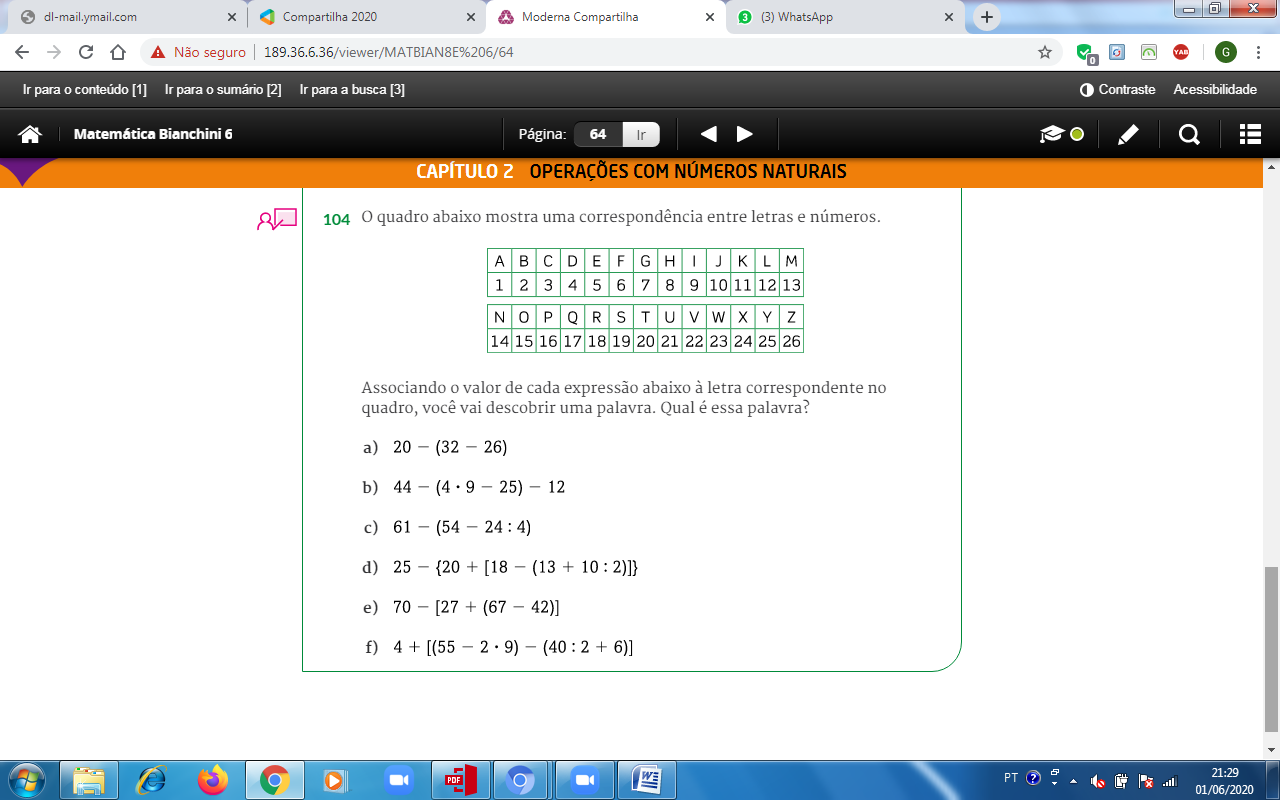 dl-mail.ymail.com
Compartilha 2020
Moderna Compartilha
(3) WhatsApp
Não seguro
189.36.6.36/viewer/MATBIAN8E%206/64
0
YAB
G
Ir para o conteúdo [1]
Ir para o sumário [2]
Ir para a busca [3]
Contraste
Acessibilidade
Matemática Bianchini 6
Página:
64
Ir
CAPÍTULO 2 OPERAÇÕES COM NÚMEROS NATURAIS
104 O quadro abaixo mostra uma correspondência entre letras e números.
A B C D E F G H I J K L M
1 2 3 4 5 6 7 8 9 10 11 12 13
N O P Q R S T U V W X Y Z
14 15 16 17 18 19 20 21 22 23 24 25 26
Associando o valor de cada expressão abaixo à letra correspondente no
quadro, você vai descobrir uma palavra. Qual é essa palavra?
a) 20 − (32 − 26)
b) 44 − (4 · 9 − 25) − 12
c) 61 − (54 − 24 : 4)
d) 25 − {20 + [18 − (13 + 10 : 2)]}
e) 70 − [27 + (67 − 42)]
f) 4 + [(55 − 2 · 9) − (40 : 2 + 6)]
PDF
W
PT
21:29
01/06/2020